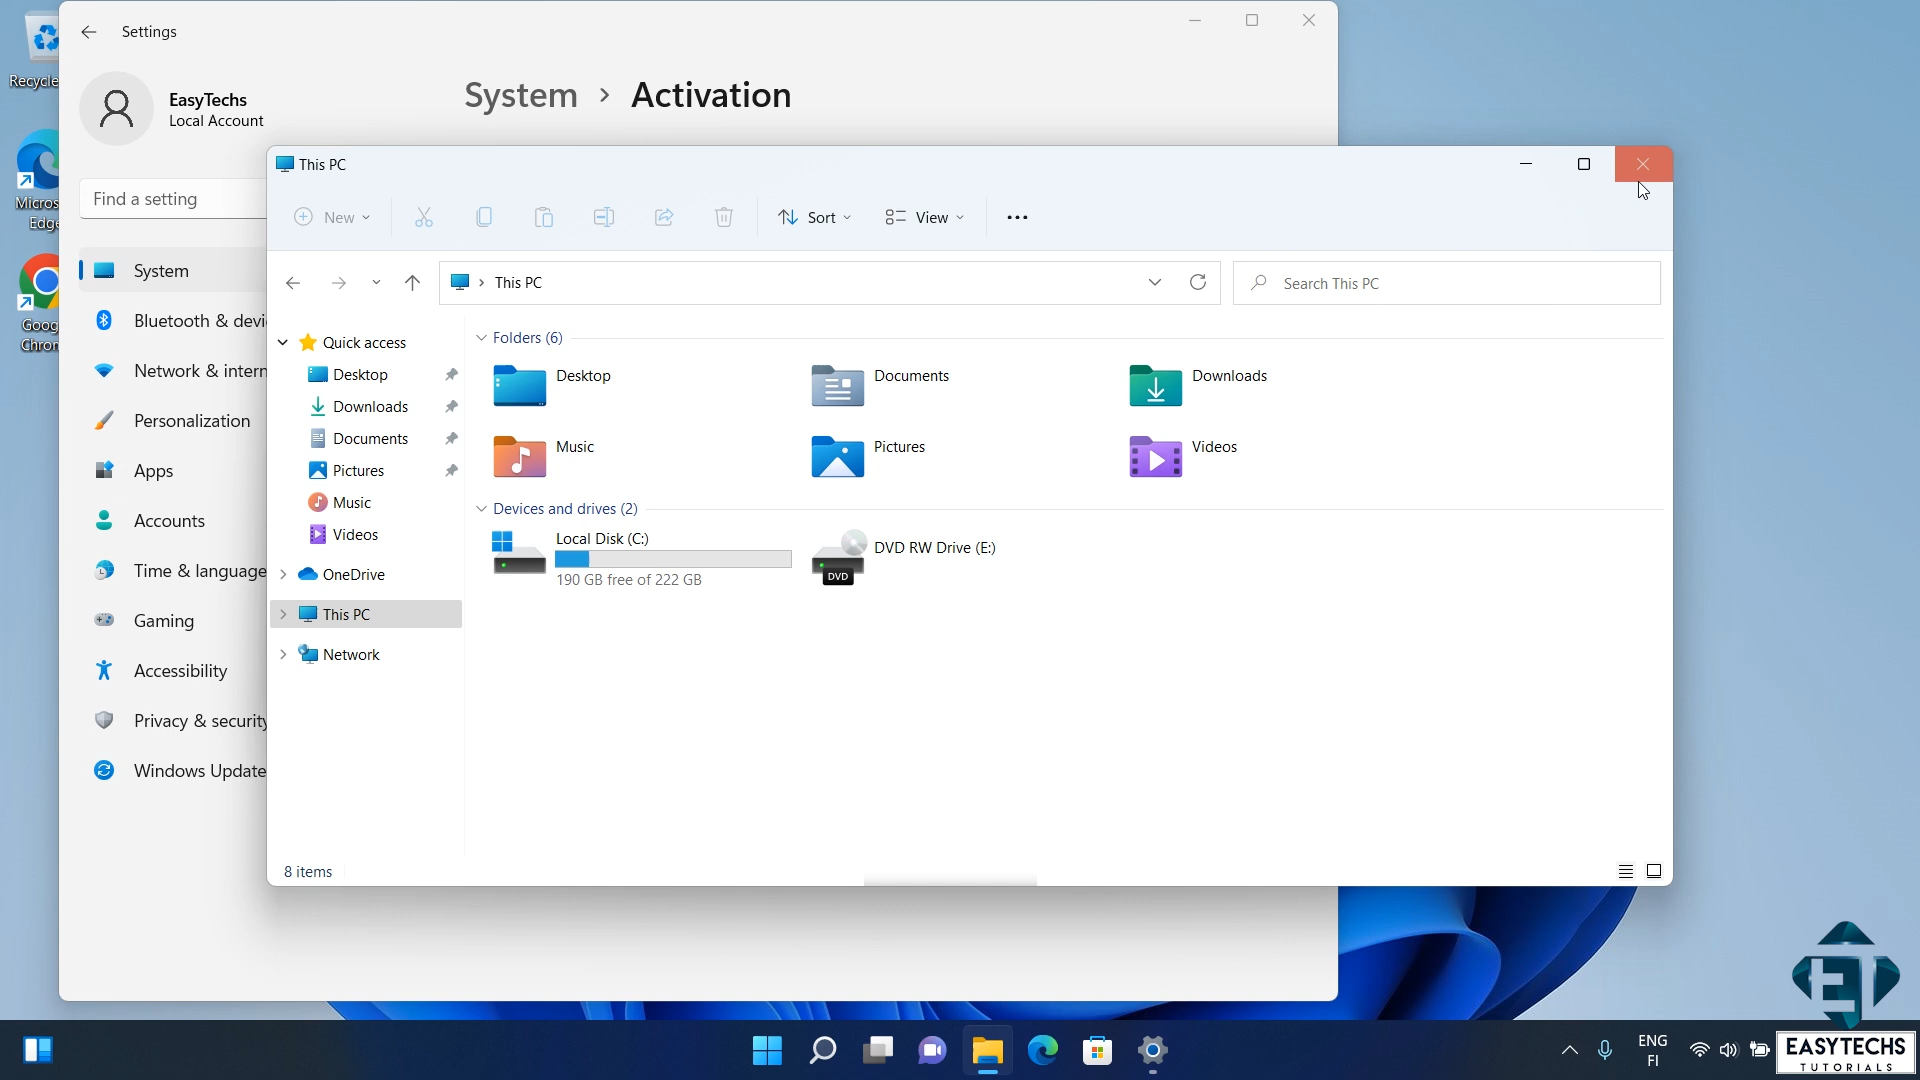 Settings
EasyTechs
Local Account
System > Activation
Find a setting
System
Network & intern
Personalization
Apps
Accounts
Time & language
Gaming
Accessibility
Privacy & security
Windows Update
Recycle
Edge
This PC
New
Sort
View
This PC
Search This PC
Quick access
Desktop
Downloads
Documents
Pictures
Music
Videos
OneDrive
This PC
Network
Folders (6)
Desktop
Documents
Downloads
Music
Pictures
Videos
Devices and drives (2)
Local Disk (C:)
190 GB free of 222 GB
DVD
DVD RW Drive (E:)
8 items
ENG
FI
ET
EASYTECHS
TUTORIALS